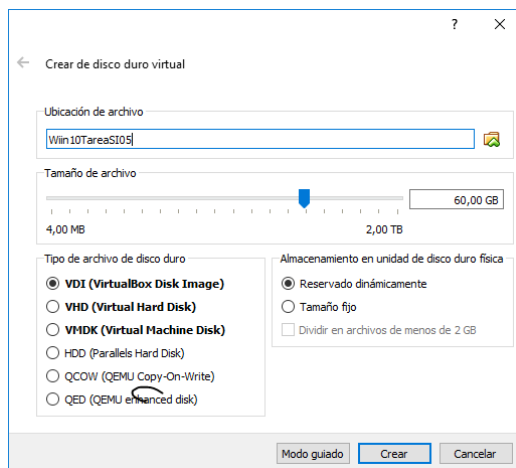 ?
Crear de disco duro virtual
Ubicación de archivo
Wiin10TareaSI05
Tamaño de archivo
60,00 GB
4,00 MB 2,00 TB
Tipo de archivo de disco duro
VDI (VirtualBox Disk Image)
VHD (Virtual Hard Disk)
VMDK (Virtual Machine Disk)
HDD (Parallels Hard Disk)
QCOW (QEMU Copy-On-Write)
QED (QEMU enhanced disk)
Almacenamiento en unidad de disco duro física
Reservado dinámicamente
Tamaño fijo
Dividir en archivos de menos de 2 GB
Modo guiado Crear Cancelar